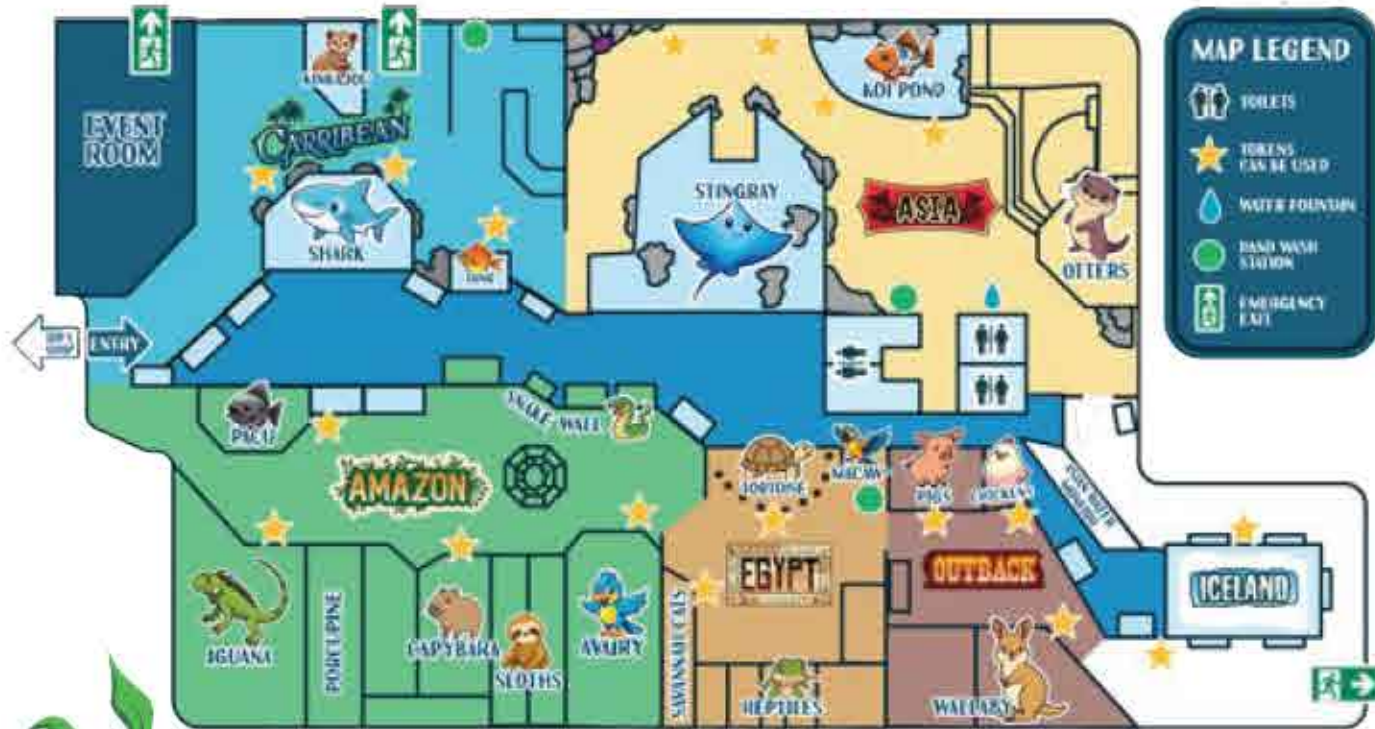 EVENT
ROOM
KINKAJOU
CARRIBEAN
SHARK
ENTRY
STINGRAY
KOI POND
ASIA
OTTERS
MAP LEGEND
TOILETS
TOKENS
CAN BE USED
WATER FOUNTAIN
HAND WASH
STATION
EMERGENCY
EXIT
PACU
SNAKE WALL
AMAZON
IGUANA
PORCUPINE
CAPYBARA
SLOTHS
AVAIRY
SAVANNAH CATS
TORTOISE
MACAW
EGYPT
REPTILES
PIGS
CHICKENS
OUTBACK
WALLABY
ICELAND